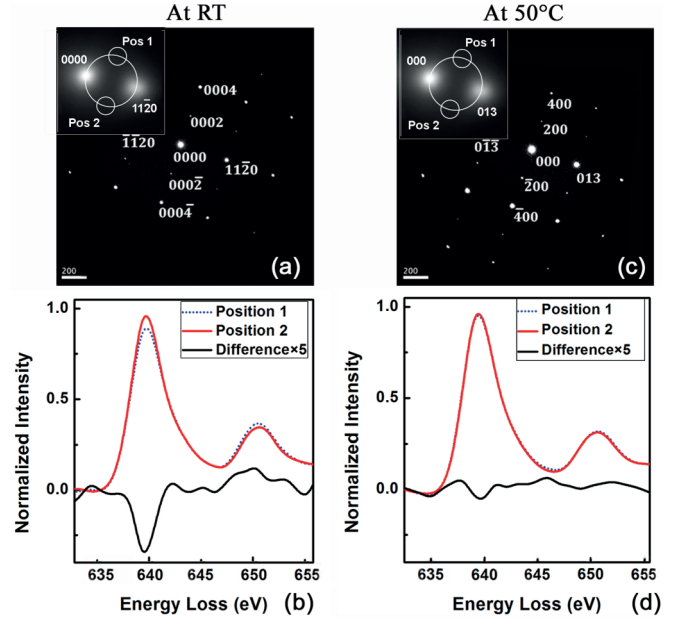 At RT
At 50°C
Pos 1
0000
112̄0
Pos 2
0004
0002
1̄1̄20
0000
112̄0
0002̄
0004̄
200
(a)
Pos 1
000
013
Pos 2
400
200
01̄3̄
000
013
2̄00
4̄00
200
(c)
Normalized Intensity
1.0
0.5
0.0
Position 1
Position 2
Difference×5
635
640
645
650
655
Energy Loss (eV)
(b)
Normalized Intensity
1.0
0.5
0.0
Position 1
Position 2
Difference×5
635
640
645
650
655
Energy Loss (eV)
(d)